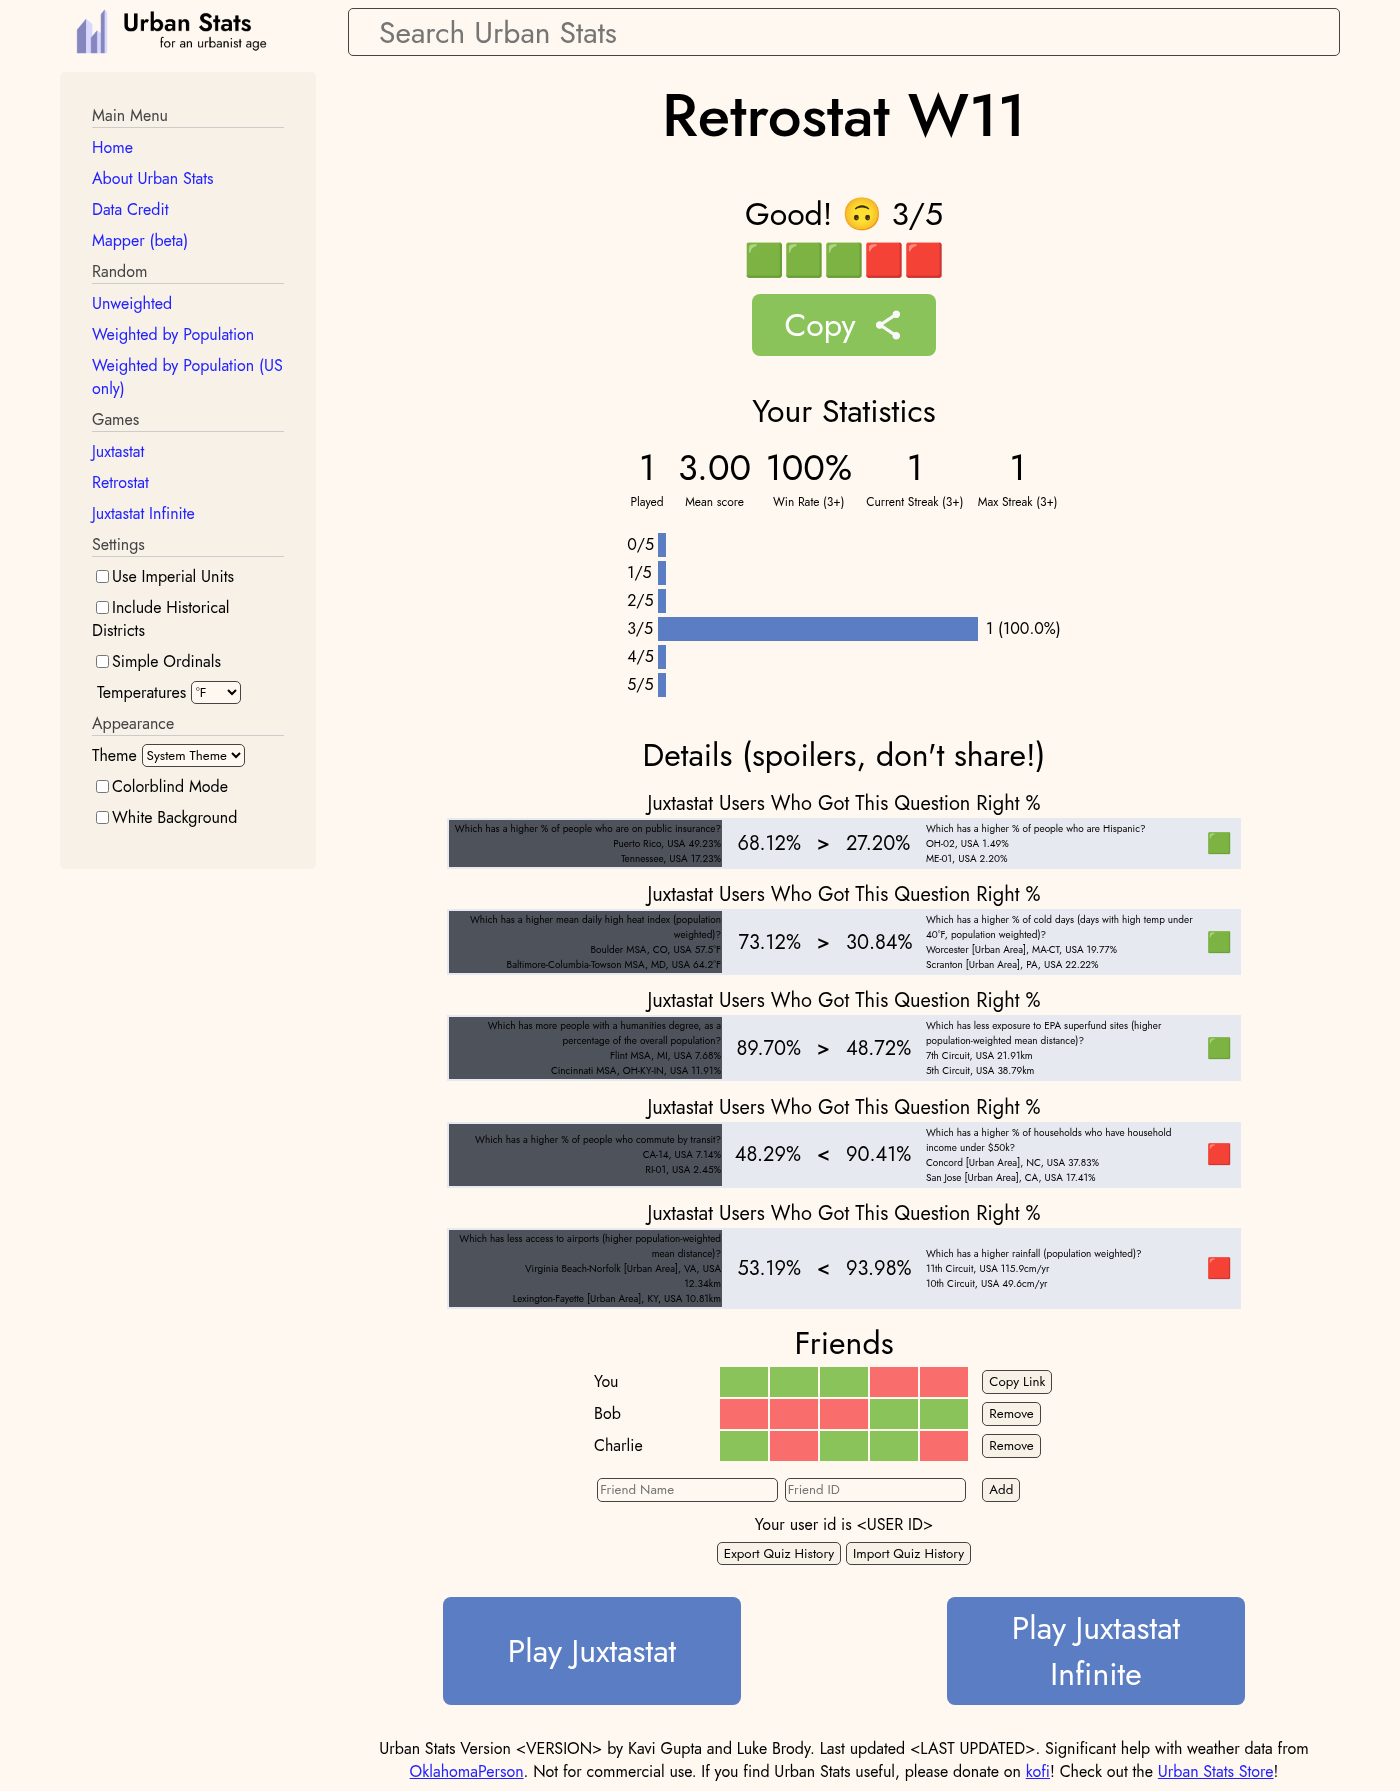 Urban Stats
for an urbanist age
Search Urban Stats
Main Menu
Home
About Urban Stats
Data Credit
Mapper (beta)
Random
Unweighted
Weighted by Population
Weighted by Population (US
only)
Games
Juxtastat
Retrostat
Juxtastat Infinite
Settings
Use Imperial Units
Include Historical
Districts
Simple Ordinals
Temperatures °F
Appearance
Theme System Theme
Colorblind Mode
White Background
Retrostat W11
Good! 🙃 3/5
🟩🟩🟩🟥🟥
Copy
Your Statistics
1 3.00 100% 1 1
Played Mean score Win Rate (3+) Current Streak (3+) Max Streak (3+)
0/5
1/5
2/5
3/5 1 (100.0%)
4/5
5/5
Details (spoilers, don't share!)
Juxtastat Users Who Got This Question Right %
Which has a higher % of people who are on public insurance?
Puerto Rico, USA 49.23%
Tennessee, USA 17.23%
68.12% > 27.20%
Which has a higher % of people who are Hispanic?
OH-02, USA 1.49%
ME-01, USA 2.20%
🟩
Juxtastat Users Who Got This Question Right %
Which has a higher mean daily high heat index (population
weighted)?
Boulder MSA, CO, USA 57.5°F
Baltimore-Columbia-Towson MSA, MD, USA 64.2°F
73.12% > 30.84%
Which has a higher % of cold days (days with high temp under
40°F, population weighted)?
Worcester [Urban Area], MA-CT, USA 19.77%
Scranton [Urban Area], PA, USA 22.22%
🟩
Juxtastat Users Who Got This Question Right %
Which has more people with a humanities degree, as a
percentage of the overall population?
Flint MSA, MI, USA 7.68%
Cincinnati MSA, OH-KY-IN, USA 11.91%
89.70% > 48.72%
Which has less exposure to EPA superfund sites (higher
population-weighted mean distance)?
7th Circuit, USA 21.91km
5th Circuit, USA 38.79km
🟩
Juxtastat Users Who Got This Question Right %
Which has a higher % of people who commute by transit?
CA-14, USA 7.14%
RI-01, USA 2.45%
48.29% < 90.41%
Which has a higher % of households who have household
income under $50k?
Concord [Urban Area], NC, USA 37.83%
San Jose [Urban Area], CA, USA 17.41%
🟥
Juxtastat Users Who Got This Question Right %
Which has less access to airports (higher population-weighted
mean distance)?
Virginia Beach-Norfolk [Urban Area], VA, USA
12.34km
Lexington-Fayette [Urban Area], KY, USA 10.81km
53.19% < 93.98%
Which has a higher rainfall (population weighted)?
11th Circuit, USA 115.9cm/yr
10th Circuit, USA 49.6cm/yr
🟥
Friends
You Copy Link
Bob Remove
Charlie Remove
Friend Name Friend ID Add
Your user id is <USER ID>
Export Quiz History Import Quiz History
Play Juxtastat
Play Juxtastat
Infinite
Urban Stats Version <VERSION> by Kavi Gupta and Luke Brody. Last updated <LAST UPDATED>. Significant help with weather data from
OklahomaPerson. Not for commercial use. If you find Urban Stats useful, please donate on kofi! Check out the Urban Stats Store!